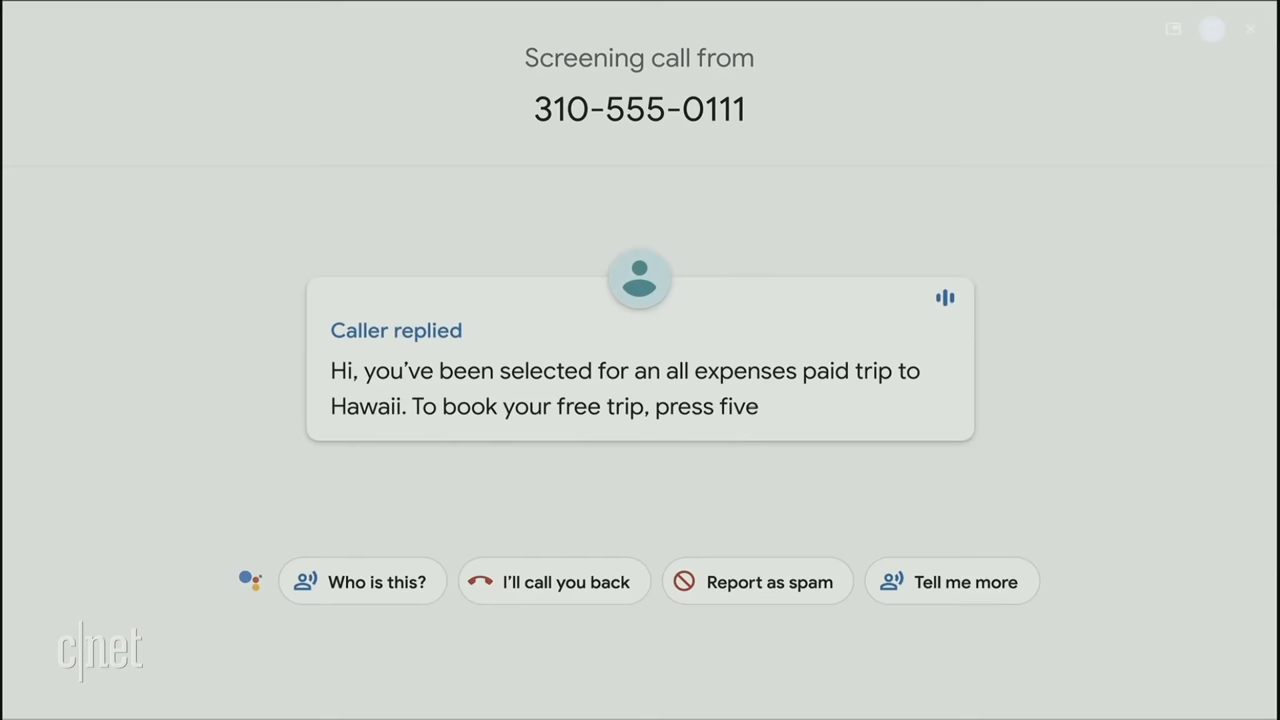 Screening call from
310-555-0111
Caller replied
Hi, you’ve been selected for an all expenses paid trip to
Hawaii. To book your free trip, press five
Who is this?
I’ll call you back
Report as spam
Tell me more
c|net